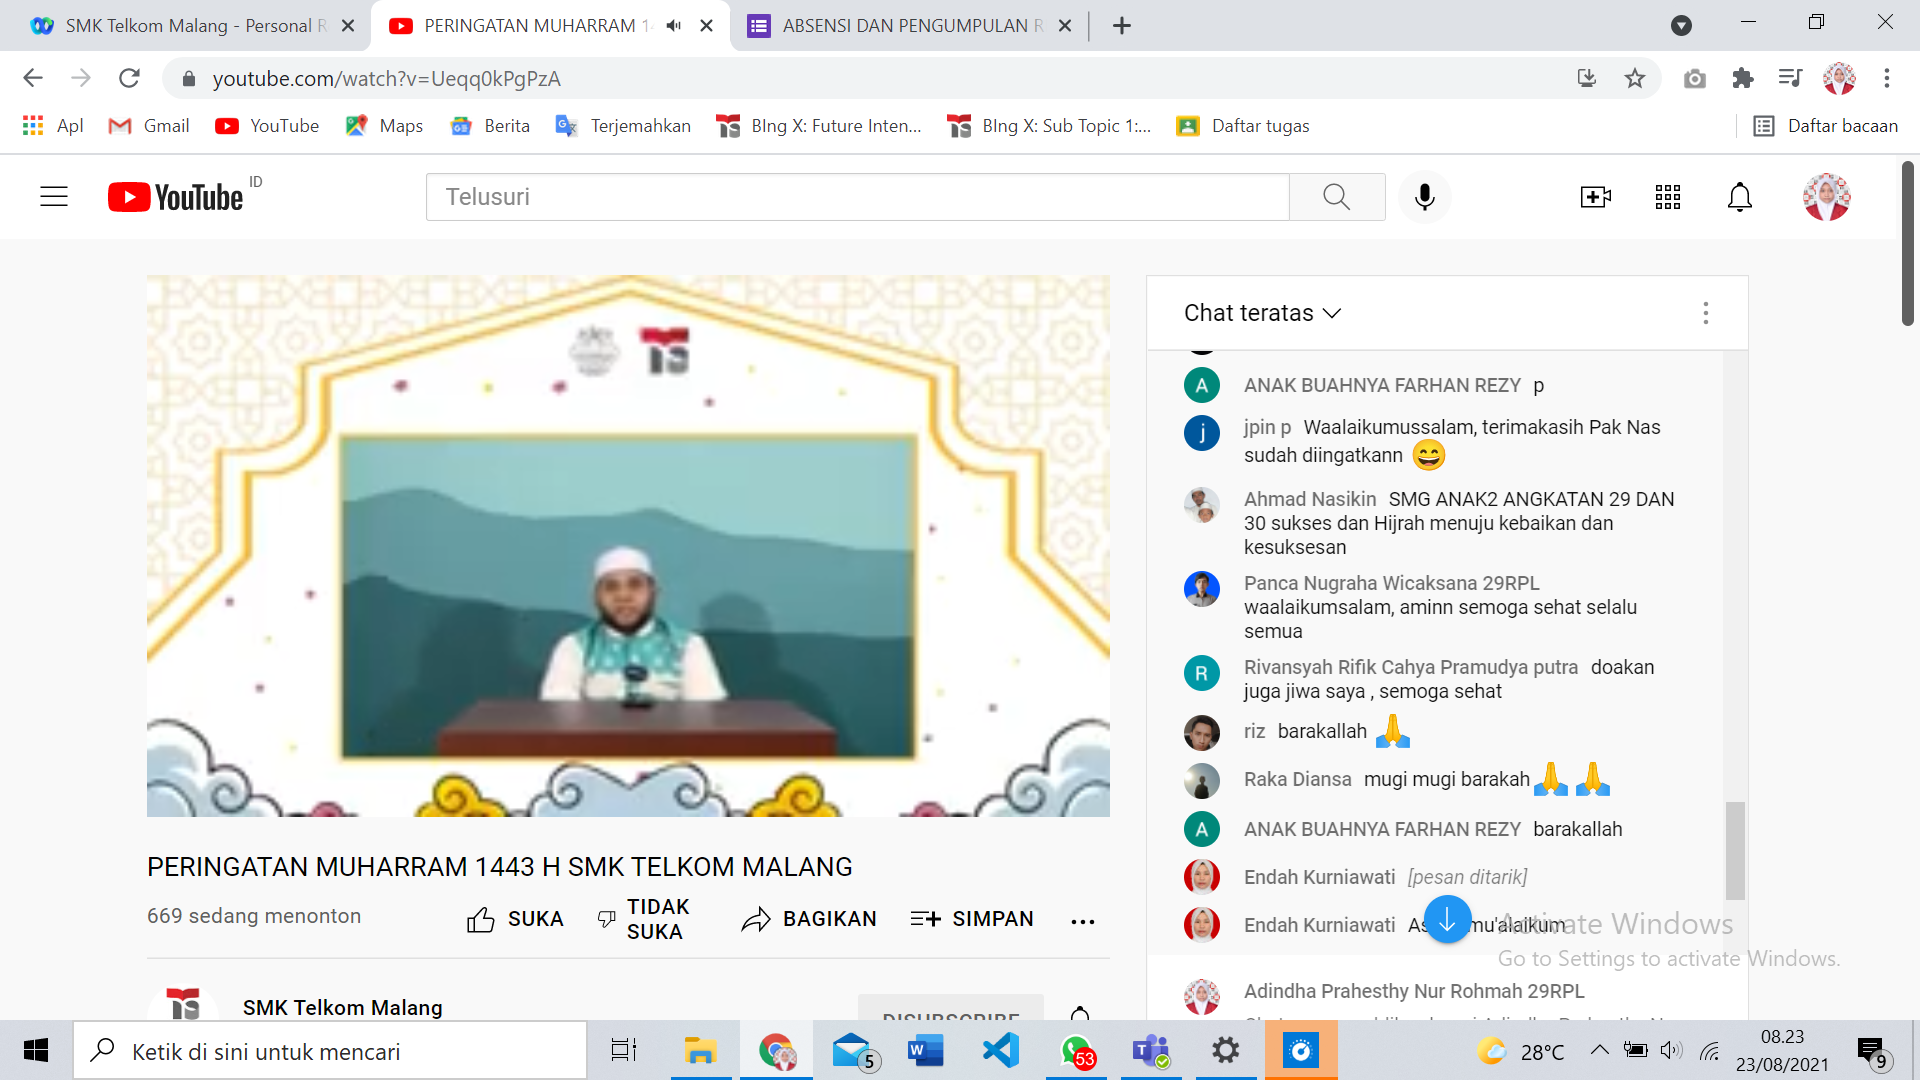 SMK Telkom Malang - Personal R
PERINGATAN MUHARRAM 14
ABSENSI DAN PENGUMPULAN R
youtube.com/watch?v=Ueqq0kPgPzA
Apl
Gmail
YouTube
Maps
Berita
Terjemahkan
BIng X: Future Inten...
BIng X: Sub Topic 1:...
Daftar tugas
Daftar bacaan
YouTube ID
Telusuri
TS
Chat teratas
ANAK BUAHNYA FARHAN REZY p
jpin p Waalaikumussalam, terimakasih Pak Nas
sudah diingatkann 😄
Ahmad Nasikin SMG ANAK2 ANGKATAN 29 DAN
30 sukses dan Hijrah menuju kebaikan dan
kesuksesan
Panca Nugraha Wicaksana 29RPL
waalaikumsalam, aminn semoga sehat selalu
semua
Rivansyah Rifik Cahya Pramudya putra doakan
juga jiwa saya , semoga sehat
riz barakallah 🙏
Raka Diansa mugi mugi barakah🙏🙏
ANAK BUAHNYA FARHAN REZY barakallah
Endah Kurniawati [pesan ditarik]
Endah Kurniawati
Adindha Prahesthy Nur Rohmah 29RPL
PERINGATAN MUHARRAM 1443 H SMK TELKOM MALANG
669 sedang menonton
SUKA
TIDAK
SUKA
BAGIKAN
SIMPAN
SMK Telkom Malang
DISUBSCRIBE
Activate Windows
Go to Settings to activate Windows.
Ketik di sini untuk mencari
5
53
28°C
08.23
23/08/2021
9